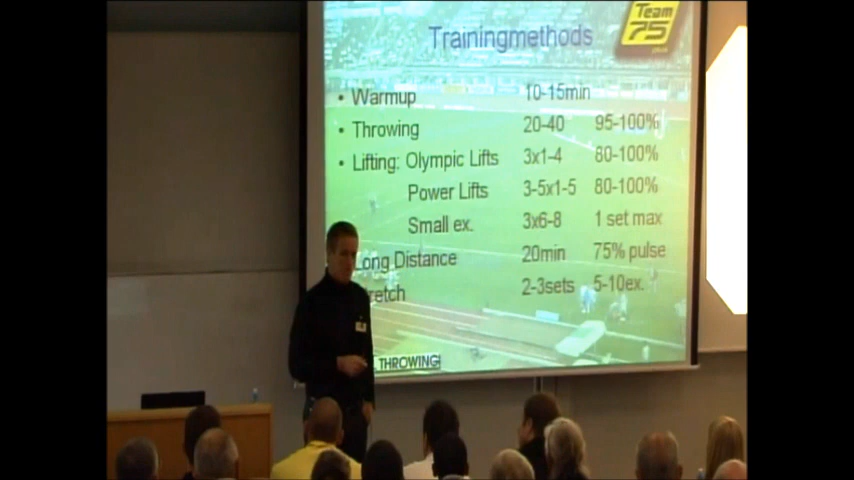 Team
75
Trainingmethods
• Warmup 10-15min
• Throwing 20-40 95-100%
• Lifting: Olympic Lifts 3x1-4 80-100%
Power Lifts 3-5x1-5 80-100%
Small ex. 3x6-8 1 set max
Long Distance 20min 75% pulse
retch 2-3sets 5-10ex.
THROWING!